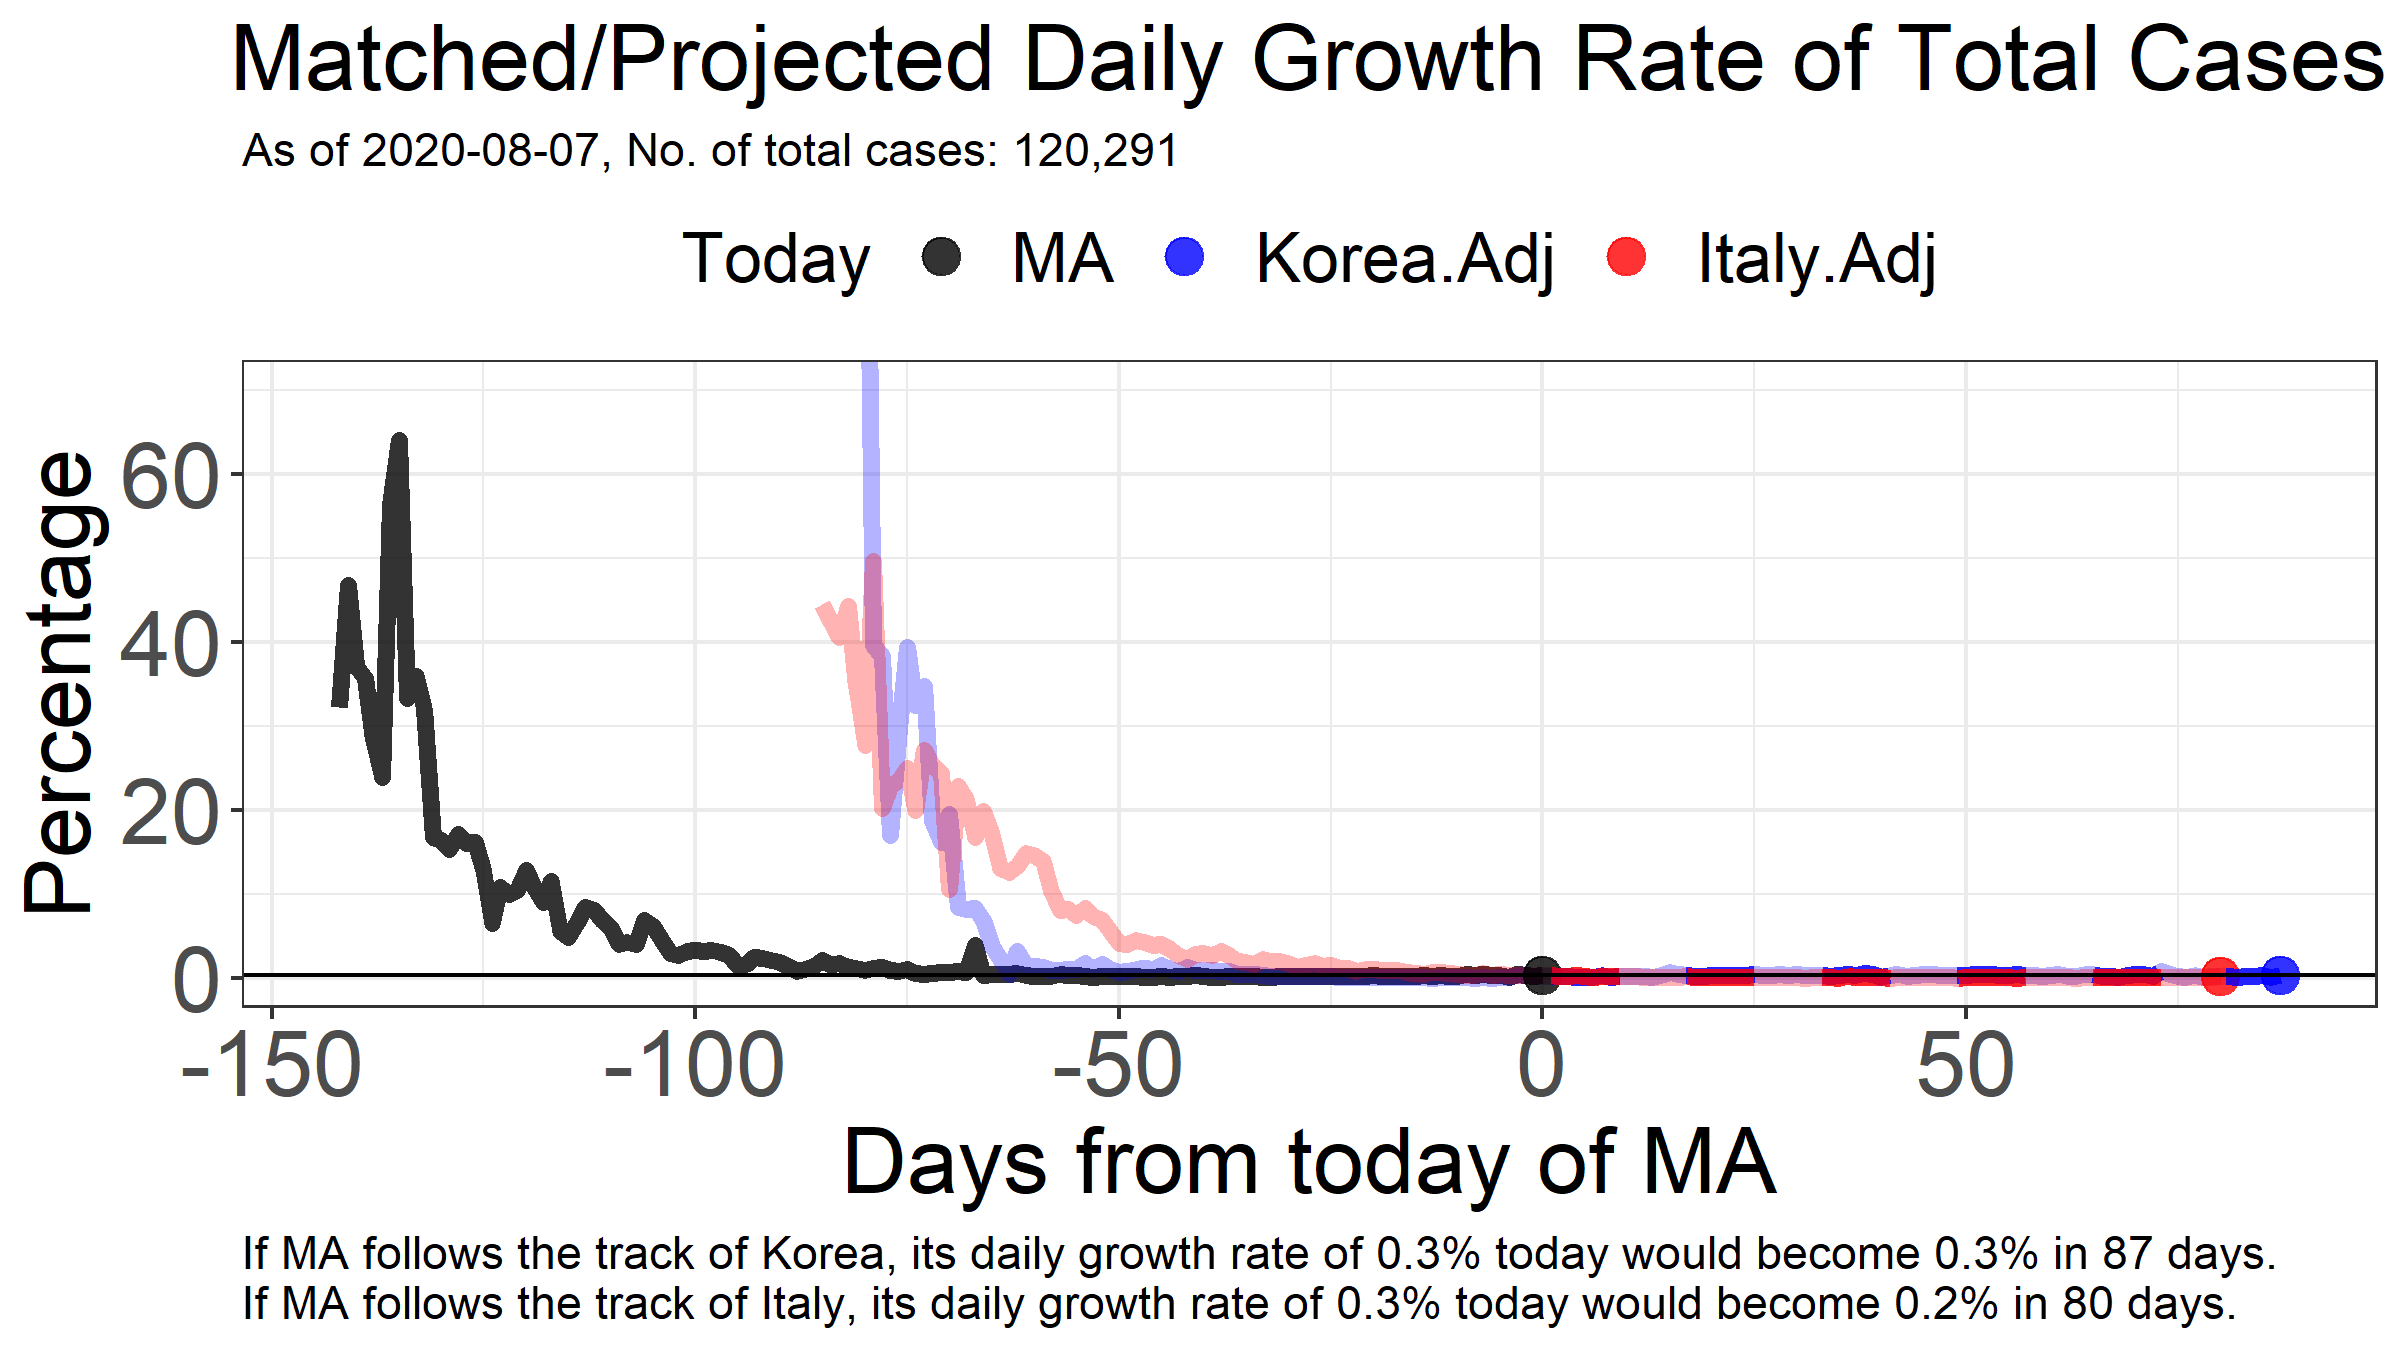 Matched/Projected Daily Growth Rate of Total Cases
As of 2020-08-07, No. of total cases: 120,291
Today MA Korea.Adj Italy.Adj
Percentage
60
40
20
0
-150 -100 -50 0 50
Days from today of MA
If MA follows the track of Korea, its daily growth rate of 0.3% today would become 0.3% in 87 days.
If MA follows the track of Italy, its daily growth rate of 0.3% today would become 0.2% in 80 days.